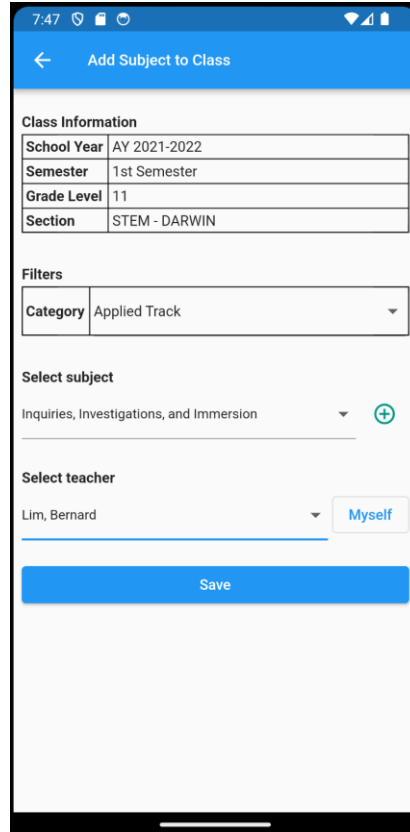 7:47
Add Subject to Class
Class Information
School Year AY 2021-2022
Semester 1st Semester
Grade Level 11
Section STEM - DARWIN
Filters
Category Applied Track
Select subject
Inquiries, Investigations, and Immersion
Select teacher
Lim, Bernard Myself
Save